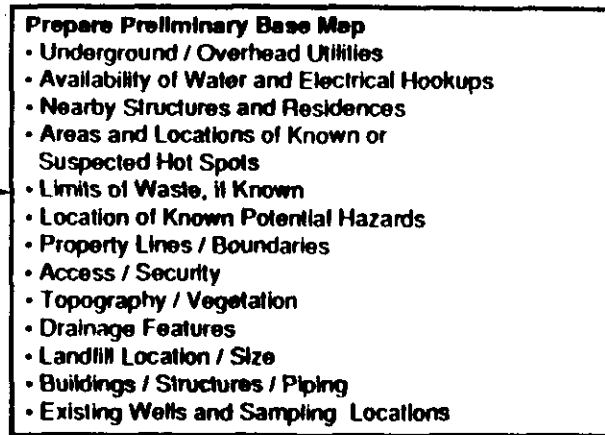 Prepare Preliminary Base Map
• Underground / Overhead Utilities
• Availability of Water and Electrical Hookups
• Nearby Structures and Residences
• Areas and Locations of Known or
Suspected Hot Spots
• Limits of Waste, if Known
• Location of Known Potential Hazards
• Property Lines / Boundaries
• Access / Security
• Topography / Vegetation
• Drainage Features
• Landfill Location / Size
• Buildings / Structures / Piping
• Existing Wells and Sampling Locations